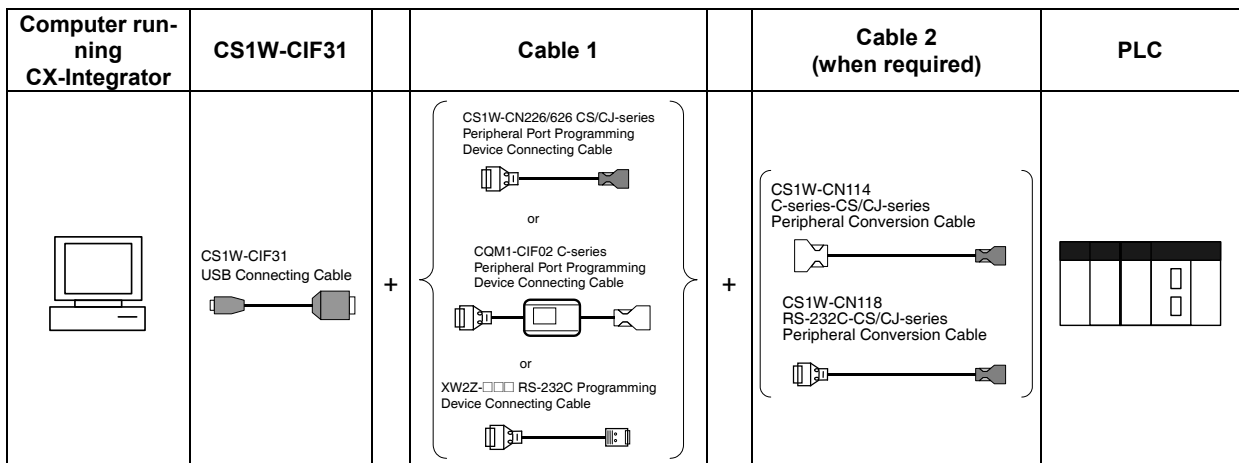 Computer run-
ning
CX-Integrator
CS1W-CIF31
Cable 1
Cable 2
(when required)
PLC
CS1W-CIF31
USB Connecting Cable
+
CS1W-CN226/626 CS/CJ-series
Peripheral Port Programming
Device Connecting Cable
or
CQM1-CIF02 C-series
Peripheral Port Programming
Device Connecting Cable
or
XW2Z-□□□ RS-232C Programming
Device Connecting Cable
+
CS1W-CN114
C-series-CS/CJ-series
Peripheral Conversion Cable
CS1W-CN118
RS-232C-CS/CJ-series
Peripheral Conversion Cable